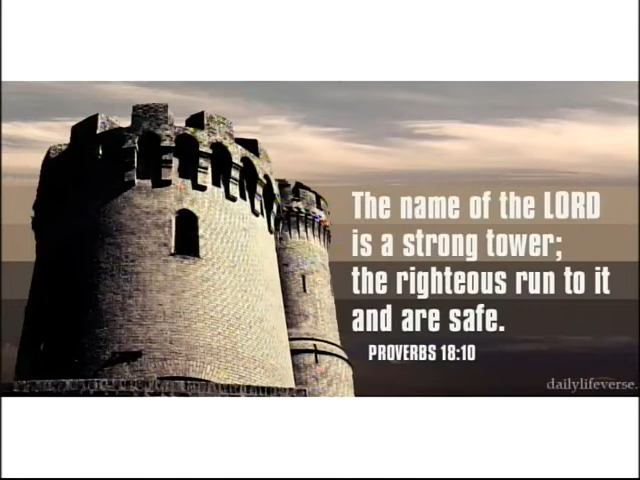 The name of the LORD
is a strong tower;
the righteous run to it
and are safe.
PROVERBS 18:10
dailylifeverse.